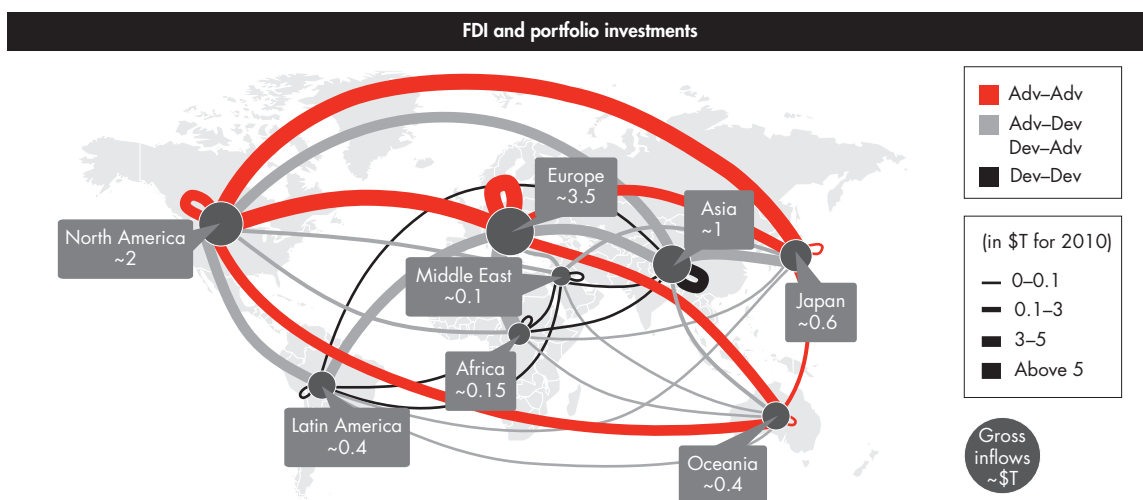 FDI and portfolio investments
North America
~2
Europe
~3.5
Asia
~1
Middle East
~0.1
Japan
~0.6
Africa
~0.15
Latin America
~0.4
Oceania
~0.4
Adv–Adv
Adv–Dev
Dev–Adv
Dev–Dev
(in $T for 2010)
0–0.1
0.1–3
3–5
Above 5
Gross
inflows
~$T